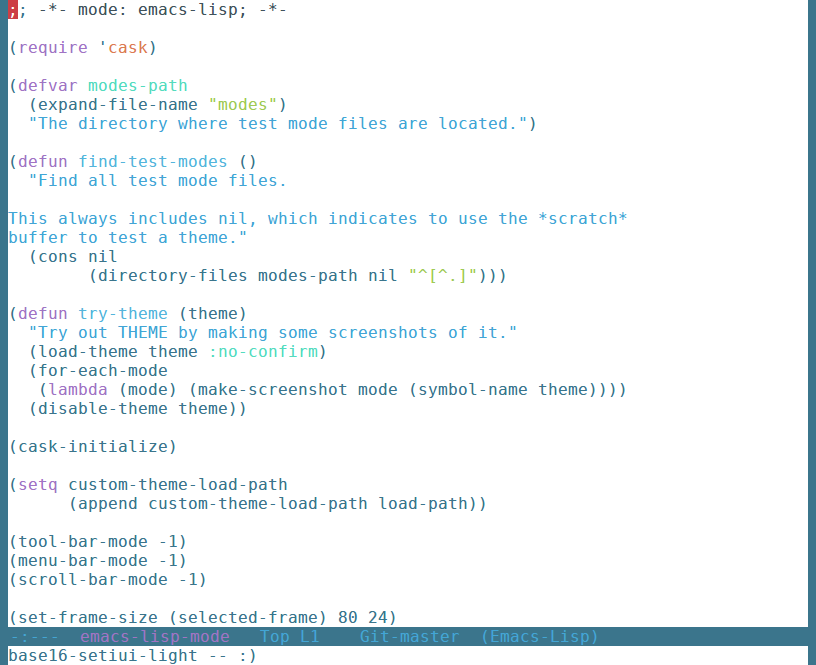 ;; -*- mode: emacs-lisp; -*-

(require 'cask)

(defvar modes-path
  (expand-file-name "modes")
  "The directory where test mode files are located.")

(defun find-test-modes ()
  "Find all test mode files.

This always includes nil, which indicates to use the *scratch*
buffer to test a theme."
  (cons nil
        (directory-files modes-path nil "^[^.]")))

(defun try-theme (theme)
  "Try out THEME by making some screenshots of it."
  (load-theme theme :no-confirm)
  (for-each-mode
   (lambda (mode) (make-screenshot mode (symbol-name theme))))
  (disable-theme theme))

(cask-initialize)

(setq custom-theme-load-path
      (append custom-theme-load-path load-path))

(tool-bar-mode -1)
(menu-bar-mode -1)
(scroll-bar-mode -1)

(set-frame-size (selected-frame) 80 24)
-:---  emacs-lisp-mode   Top L1    Git-master  (Emacs-Lisp)
base16-setiui-light -- :)